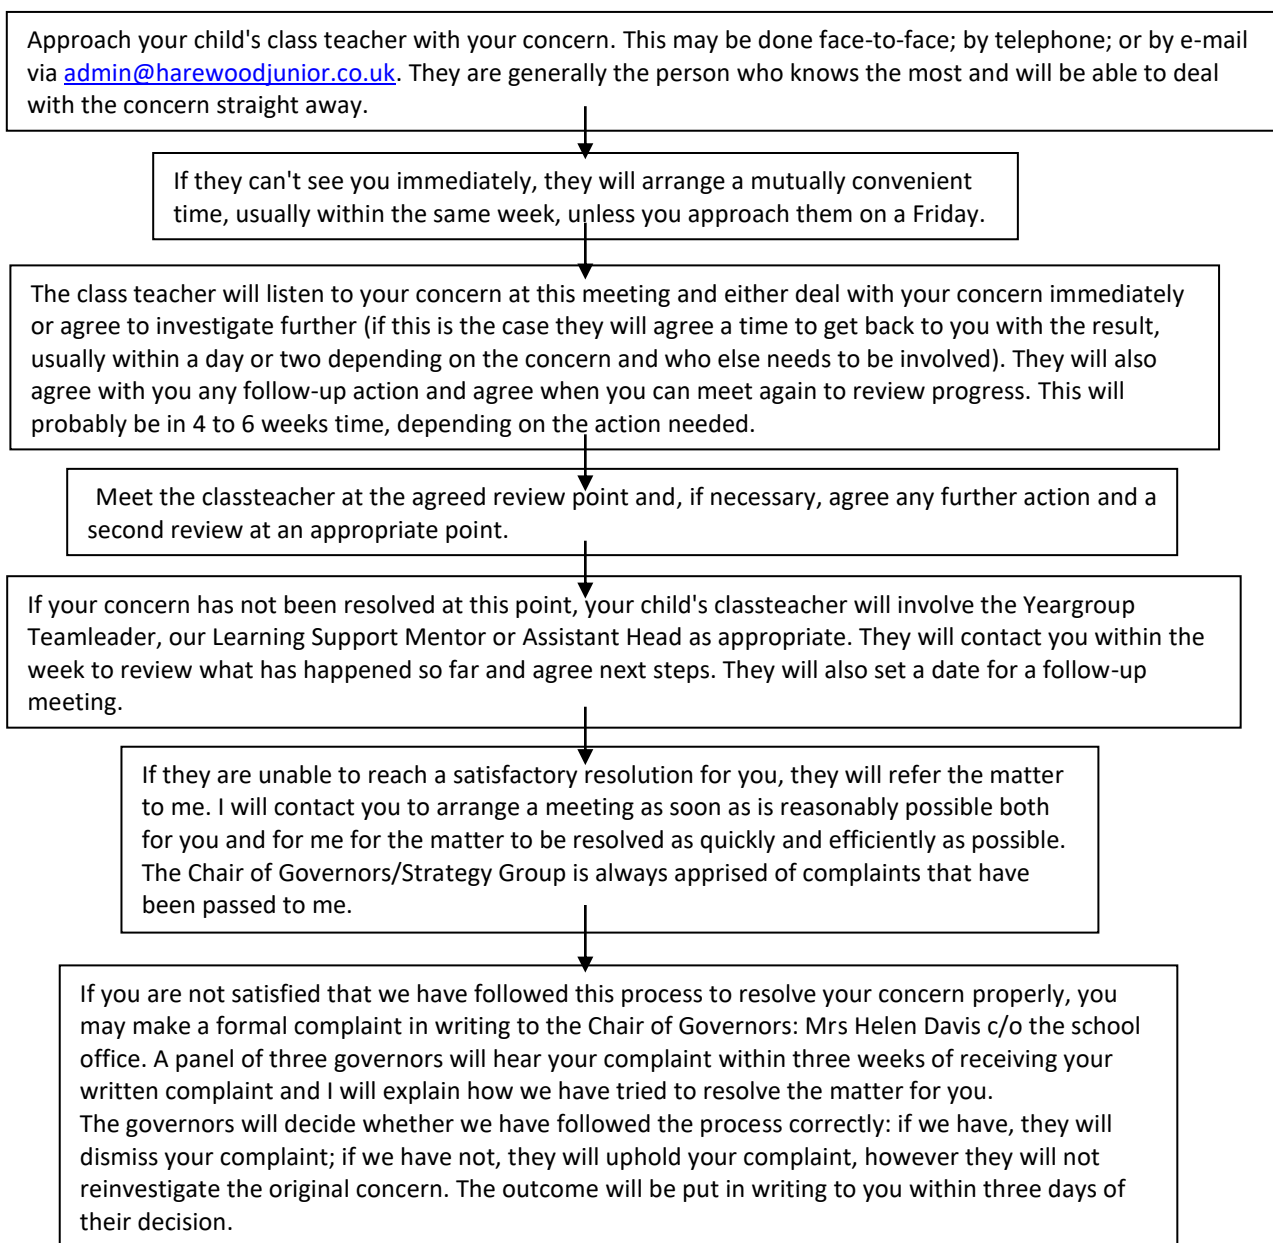 Approach your child's class teacher with your concern. This may be done face-to-face; by telephone; or by e-mail
via admin@harewoodjunior.co.uk. They are generally the person who knows the most and will be able to deal
with the concern straight away.
If they can't see you immediately, they will arrange a mutually convenient
time, usually within the same week, unless you approach them on a Friday.
The class teacher will listen to your concern at this meeting and either deal with your concern immediately
or agree to investigate further (if this is the case they will agree a time to get back to you with the result,
usually within a day or two depending on the concern and who else needs to be involved). They will also
agree with you any follow-up action and agree when you can meet again to review progress. This will
probably be in 4 to 6 weeks time, depending on the action needed.
Meet the classteacher at the agreed review point and, if necessary, agree any further action and a
second review at an appropriate point.
If your concern has not been resolved at this point, your child's classteacher will involve the Yeargroup
Teamleader, our Learning Support Mentor or Assistant Head as appropriate. They will contact you within the
week to review what has happened so far and agree next steps. They will also set a date for a follow-up
meeting.
If they are unable to reach a satisfactory resolution for you, they will refer the matter
to me. I will contact you to arrange a meeting as soon as is reasonably possible both
for you and for me for the matter to be resolved as quickly and efficiently as possible.
The Chair of Governors/Strategy Group is always apprised of complaints that have
been passed to me.
If you are not satisfied that we have followed this process to resolve your concern properly, you
may make a formal complaint in writing to the Chair of Governors: Mrs Helen Davis c/o the school
office. A panel of three governors will hear your complaint within three weeks of receiving your
written complaint and I will explain how we have tried to resolve the matter for you.
The governors will decide whether we have followed the process correctly: if we have, they will
dismiss your complaint; if we have not, they will uphold your complaint, however they will not
reinvestigate the original concern. The outcome will be put in writing to you within three days of
their decision.